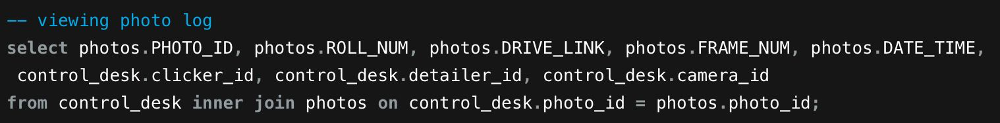 -- viewing photo log
select photos.PHOTO_ID, photos.ROLL_NUM, photos.DRIVE_LINK, photos.FRAME_NUM, photos.DATE_TIME,
control_desk.clicker_id, control_desk.detailer_id, control_desk.camera_id
from control_desk inner join photos on control_desk.photo_id = photos.photo_id;